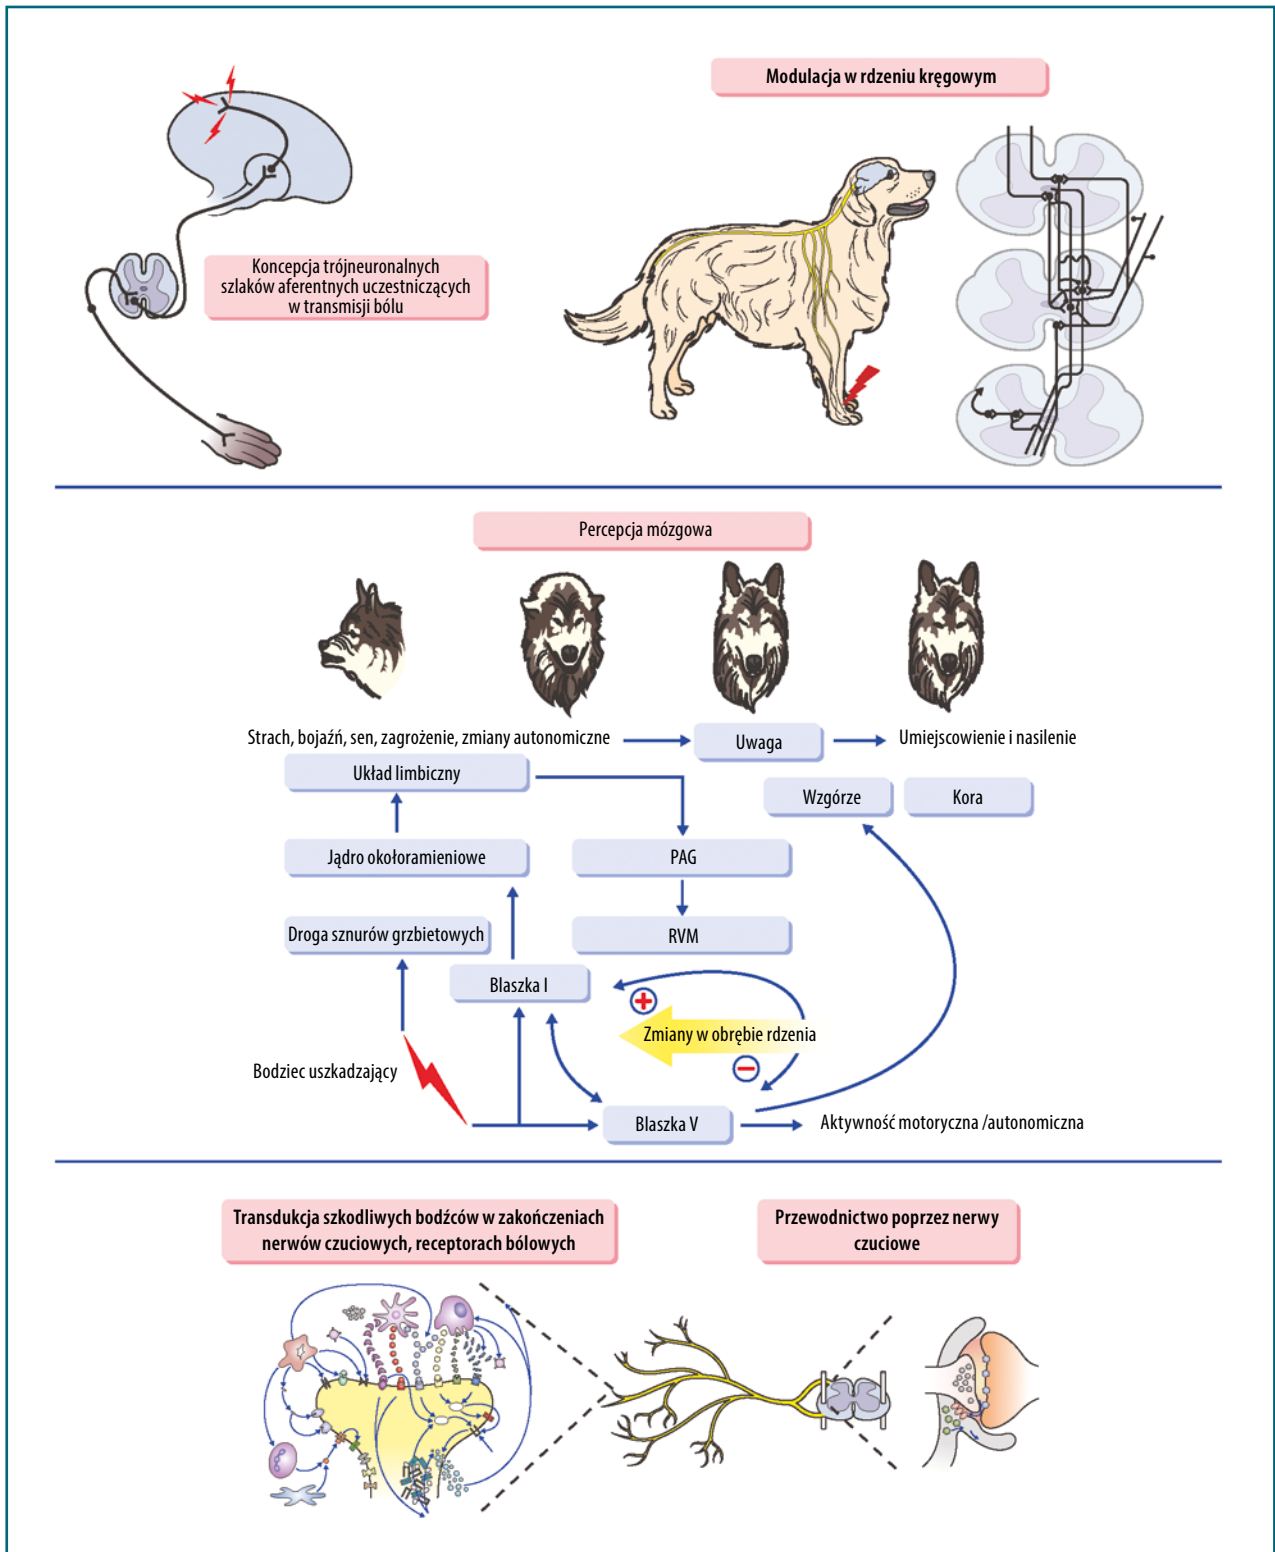 Modulacja w rdzeniu kręgowym
Koncepcja trójneuronalnych
szlaków aferentnych uczestniczących
w transmisji bólu
Percepcja mózgowa
Strach, bojaźń, sen, zagrożenie, zmiany autonomiczne
Uwaga
Umiejscowienie i nasilenie
Układ limbiczny
Wzgórze
Kora
Jądro okołoramieniowe
PAG
Droga sznurów grzbietowych
RVM
Blaszka I
+
Zmiany w obrębie rdzenia
−
Bodziec uszkadzający
Blaszka V
Aktywność motoryczna /autonomiczna
Transdukcja szkodliwych bodźców w zakończeniach
nerwów czuciowych, receptorach bólowych
Przewodnictwo poprzez nerwy
czuciowe